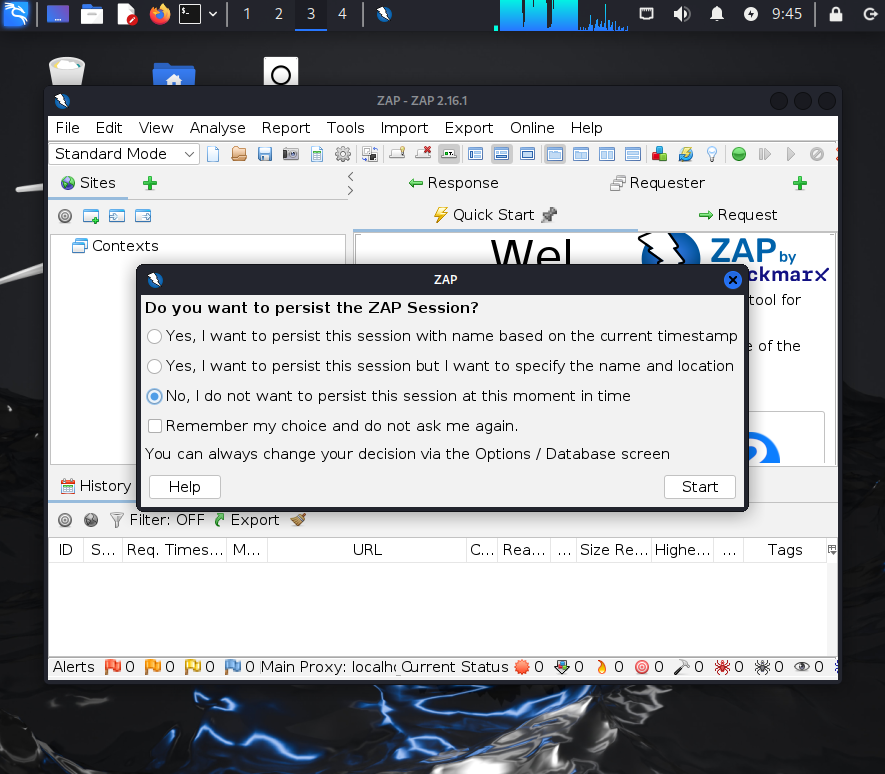 1 2 3 4 9:45
ZAP - ZAP 2.16.1
File Edit View Analyse Report Tools Import Export Online Help
Standard Mode
Sites Response Requester
Quick Start Request
Contexts
Wel ZAP by
ckmarx
tool for
e of the
ZAP
Do you want to persist the ZAP Session?
Yes, I want to persist this session with name based on the current timestamp
Yes, I want to persist this session but I want to specify the name and location
No, I do not want to persist this session at this moment in time
Remember my choice and do not ask me again.
You can always change your decision via the Options / Database screen
Help Start
History
Filter: OFF Export
ID S... Req. Times... M... URL C... Rea... ... Size Re... Highe... ... Tags
Alerts 0 0 0 0 Main Proxy: localho Current Status 0 0 0 0 0 0 0 0